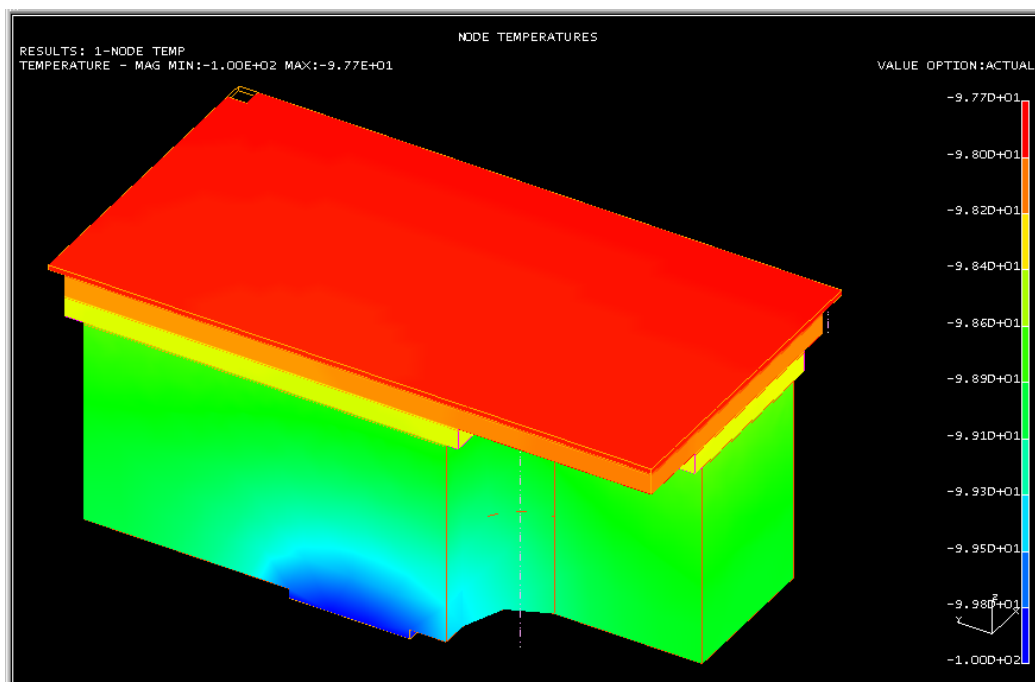 NODE TEMPERATURES
RESULTS: 1-NODE TEMP
TEMPERATURE - MAG MIN:-1.00E+02 MAX:-9.77E+01
VALUE OPTION:ACTUAL
-9.77D+01
-9.80D+01
-9.82D+01
-9.84D+01
-9.86D+01
-9.89D+01
-9.91D+01
-9.93D+01
-9.95D+01
-9.98D+01
Z
Y
X
-1.00D+02